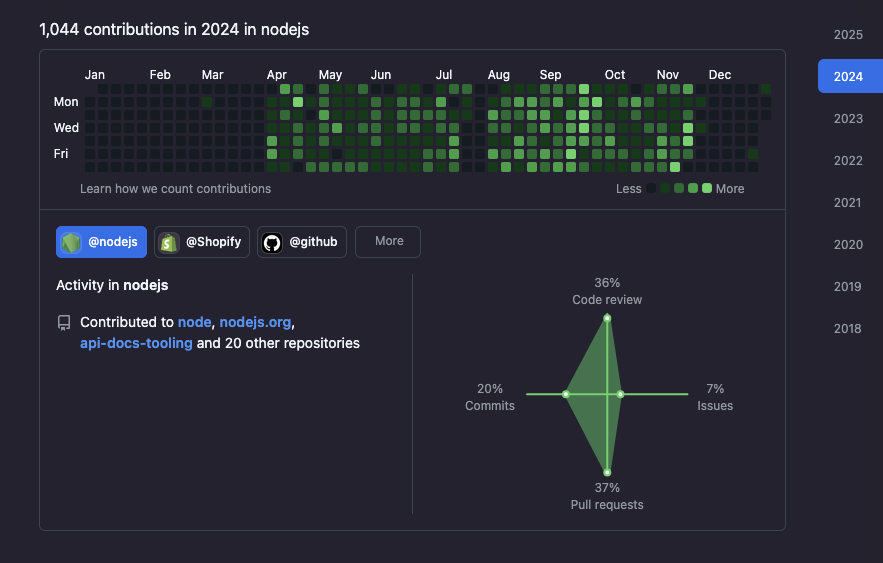 1,044 contributions in 2024 in nodejs
Jan Feb Mar Apr May Jun Jul Aug Sep Oct Nov Dec
Mon
Wed
Fri
Learn how we count contributions
Less More
@nodejs @Shopify @github More
Activity in nodejs
Contributed to node, nodejs.org,
api-docs-tooling and 20 other repositories
36%
Code review
20%
Commits
7%
Issues
37%
Pull requests
2025
2024
2023
2022
2021
2020
2019
2018